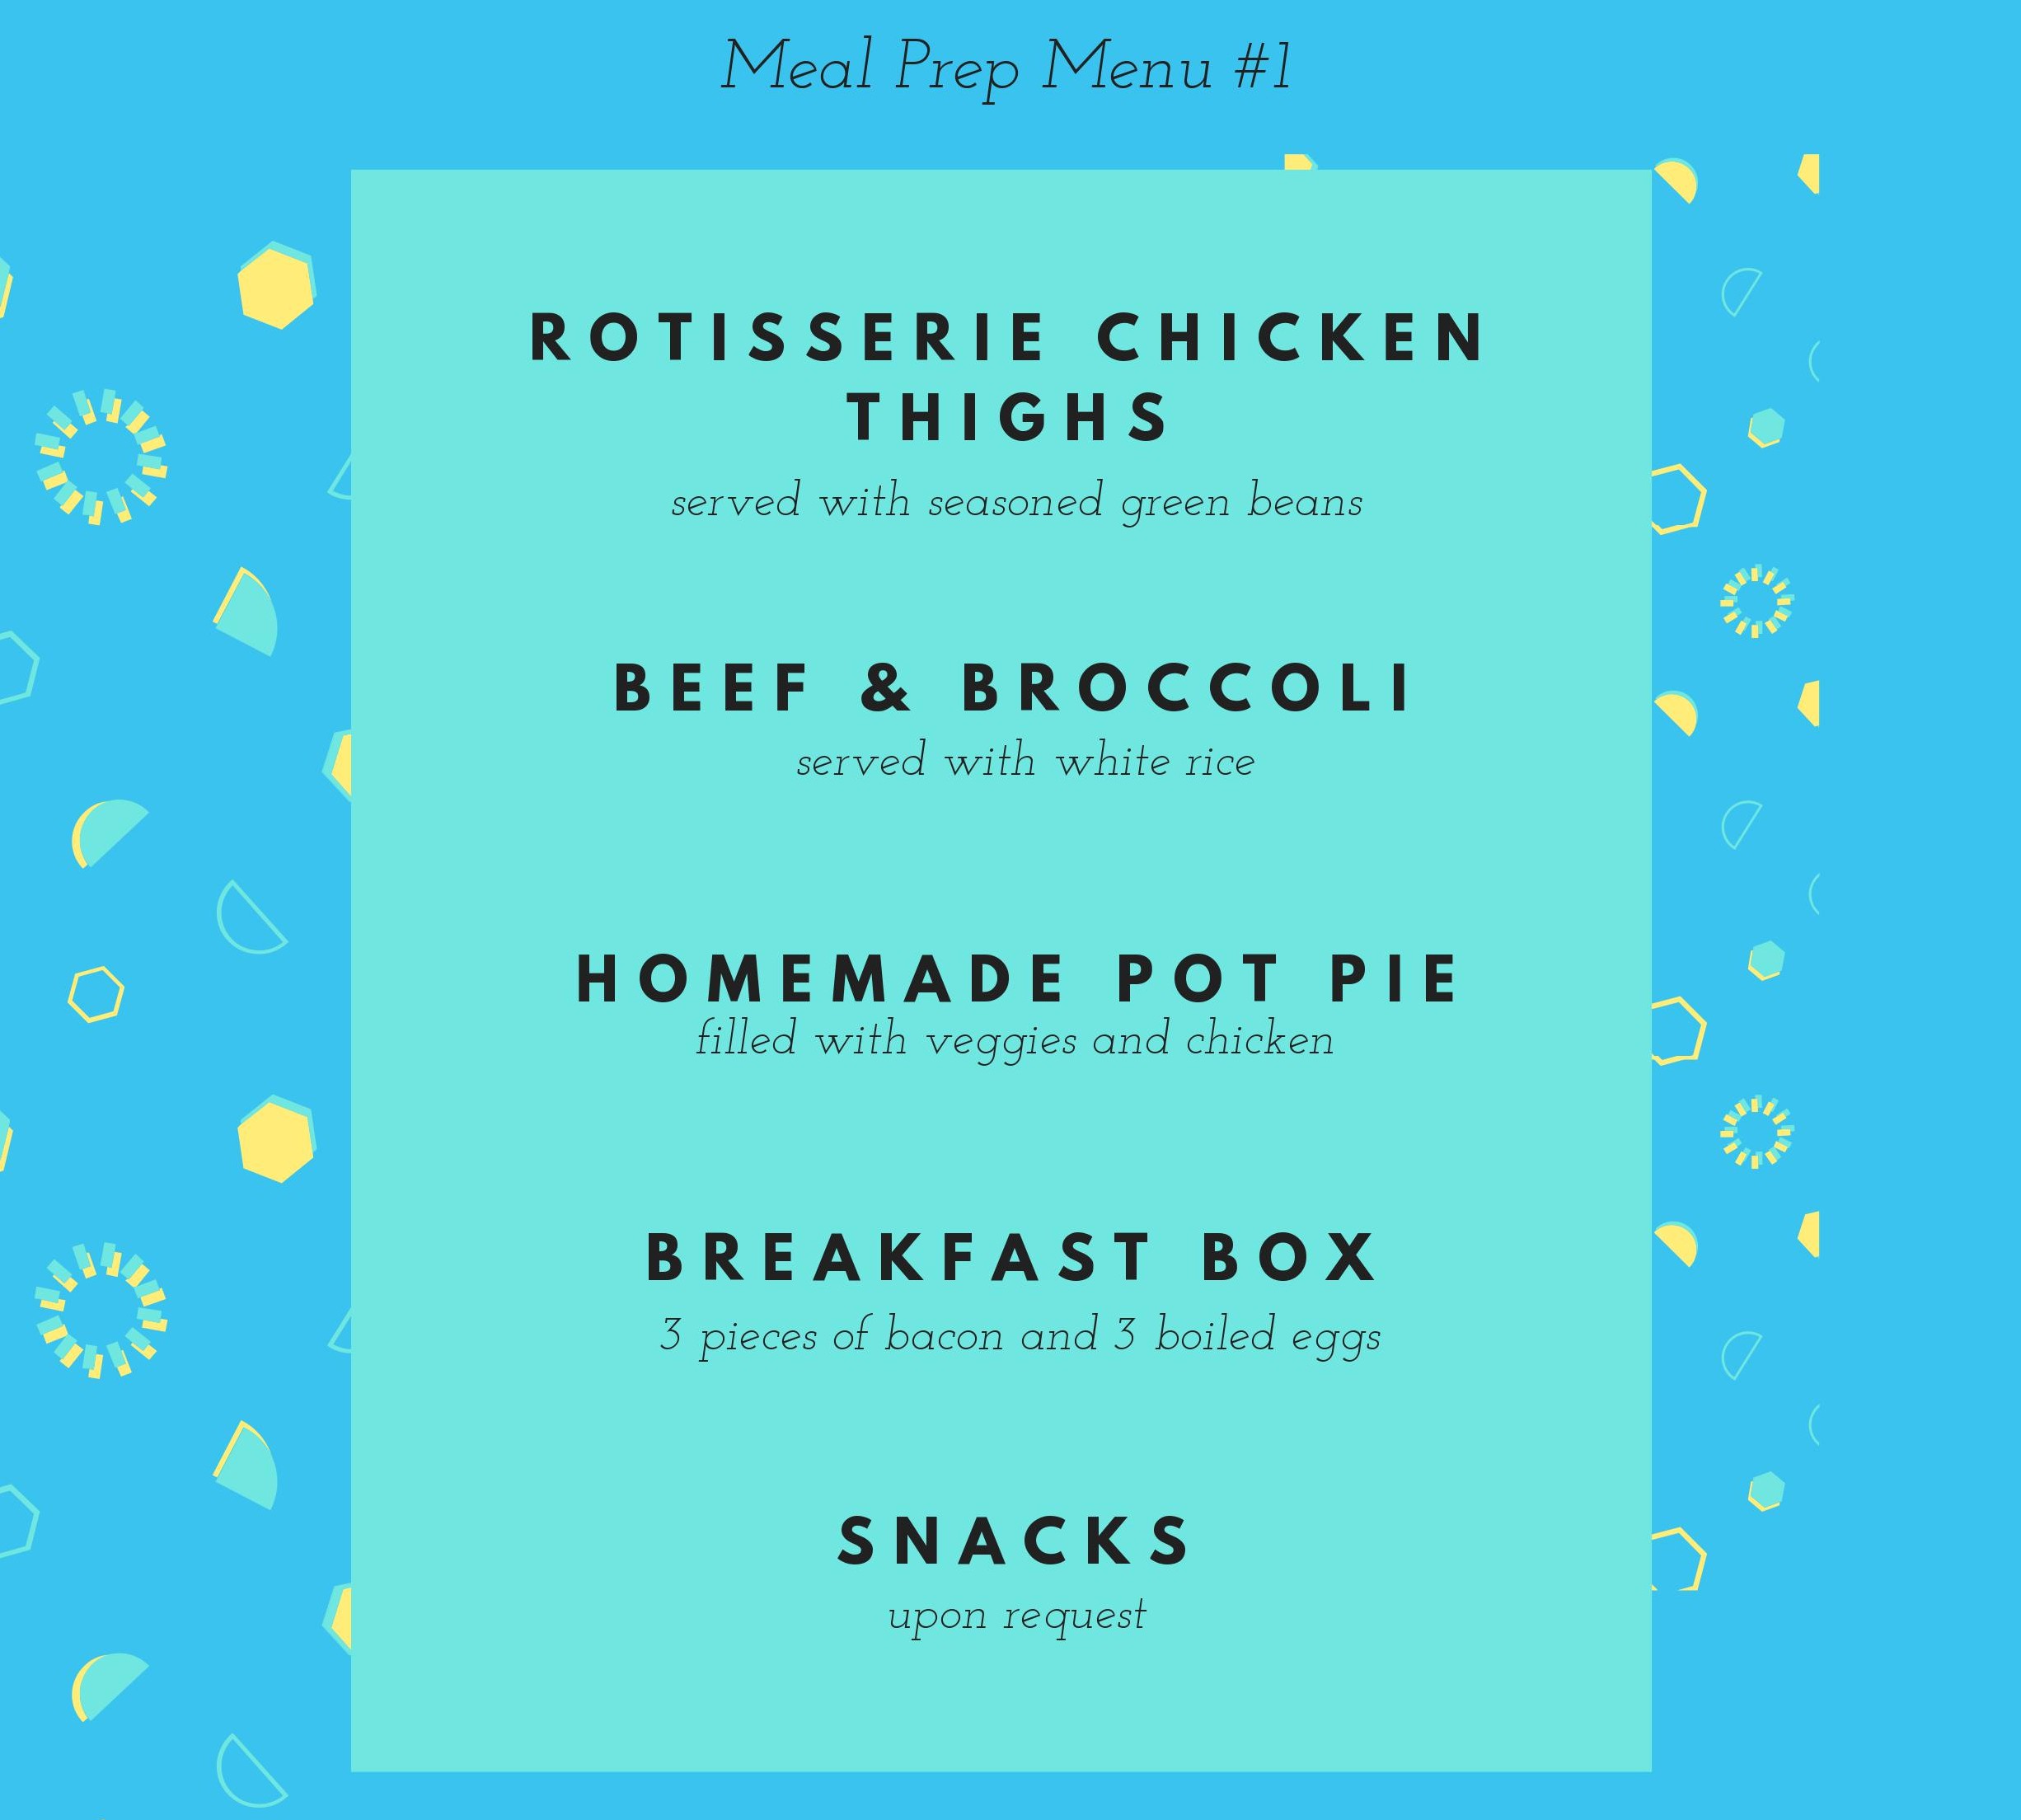 Meal Prep Menu #1
ROTISSERIE CHICKEN
THIGHS
served with seasoned green beans
BEEF & BROCCOLI
served with white rice
HOMEMADE POT PIE
filled with veggies and chicken
BREAKFAST BOX
3 pieces of bacon and 3 boiled eggs
SNACKS
upon request